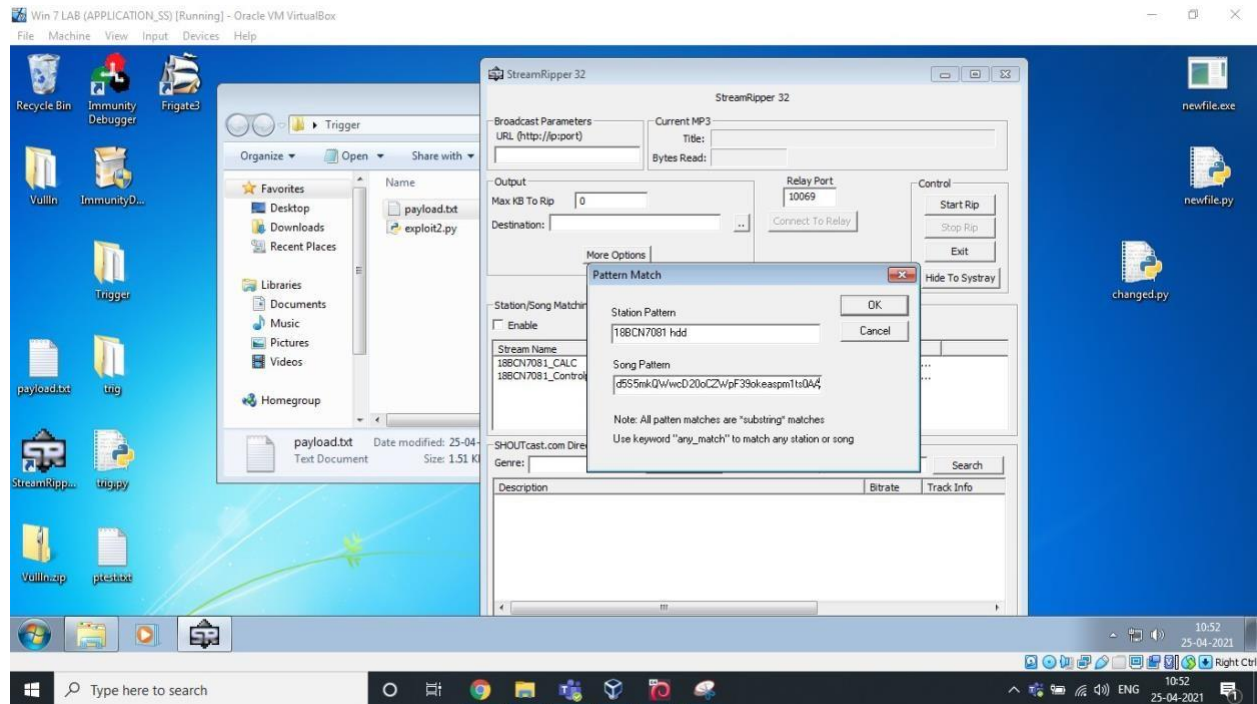 Win 7 LAB (APPLICATION_SS) [Running] - Oracle VM VirtualBox
File Machine View Input Devices Help
Recycle Bin
Immunity Debugger
Frigate3
VullIn
ImmunityD...
Trigger
payload.txt
trig
StreamRipp...
trig.py
VullIn.zip
ptest.txt
Trigger
Organize
Open
Share with
Favorites
Desktop
Downloads
Recent Places
Libraries
Documents
Music
Pictures
Videos
Homegroup
Name
payload.txt
exploit2.py
payload.txt Date modified: 25-04-
Text Document Size: 1.51 K
StreamRipper 32
StreamRipper 32
Broadcast Parameters
URL (http://ip:port)
Current MP3
Title:
Bytes Read:
Output
Max KB To Rip 0
Destination: ..
Relay Port
10069
Connect To Relay
Control
Start Rip
Stop Rip
Exit
Hide To Systray
More Options
Station/Song Matchin
Enable
Stream Name
18BCN7081_CALC ...
18BCN7081_Control ...
Pattern Match
Station Pattern
18BCN7081 hdd
Song Pattern
OK
Cancel
Note: All patten matches are "substring" matches
Use keyword "any_match" to match any station or song
SHOUTcast.com Dire
Genre:
Search
Description Bitrate Track Info
newfile.exe
newfile.py
changed.py
10:52
25-04-2021
Right Ctrl
Type here to search
ENG
10:52
25-04-2021